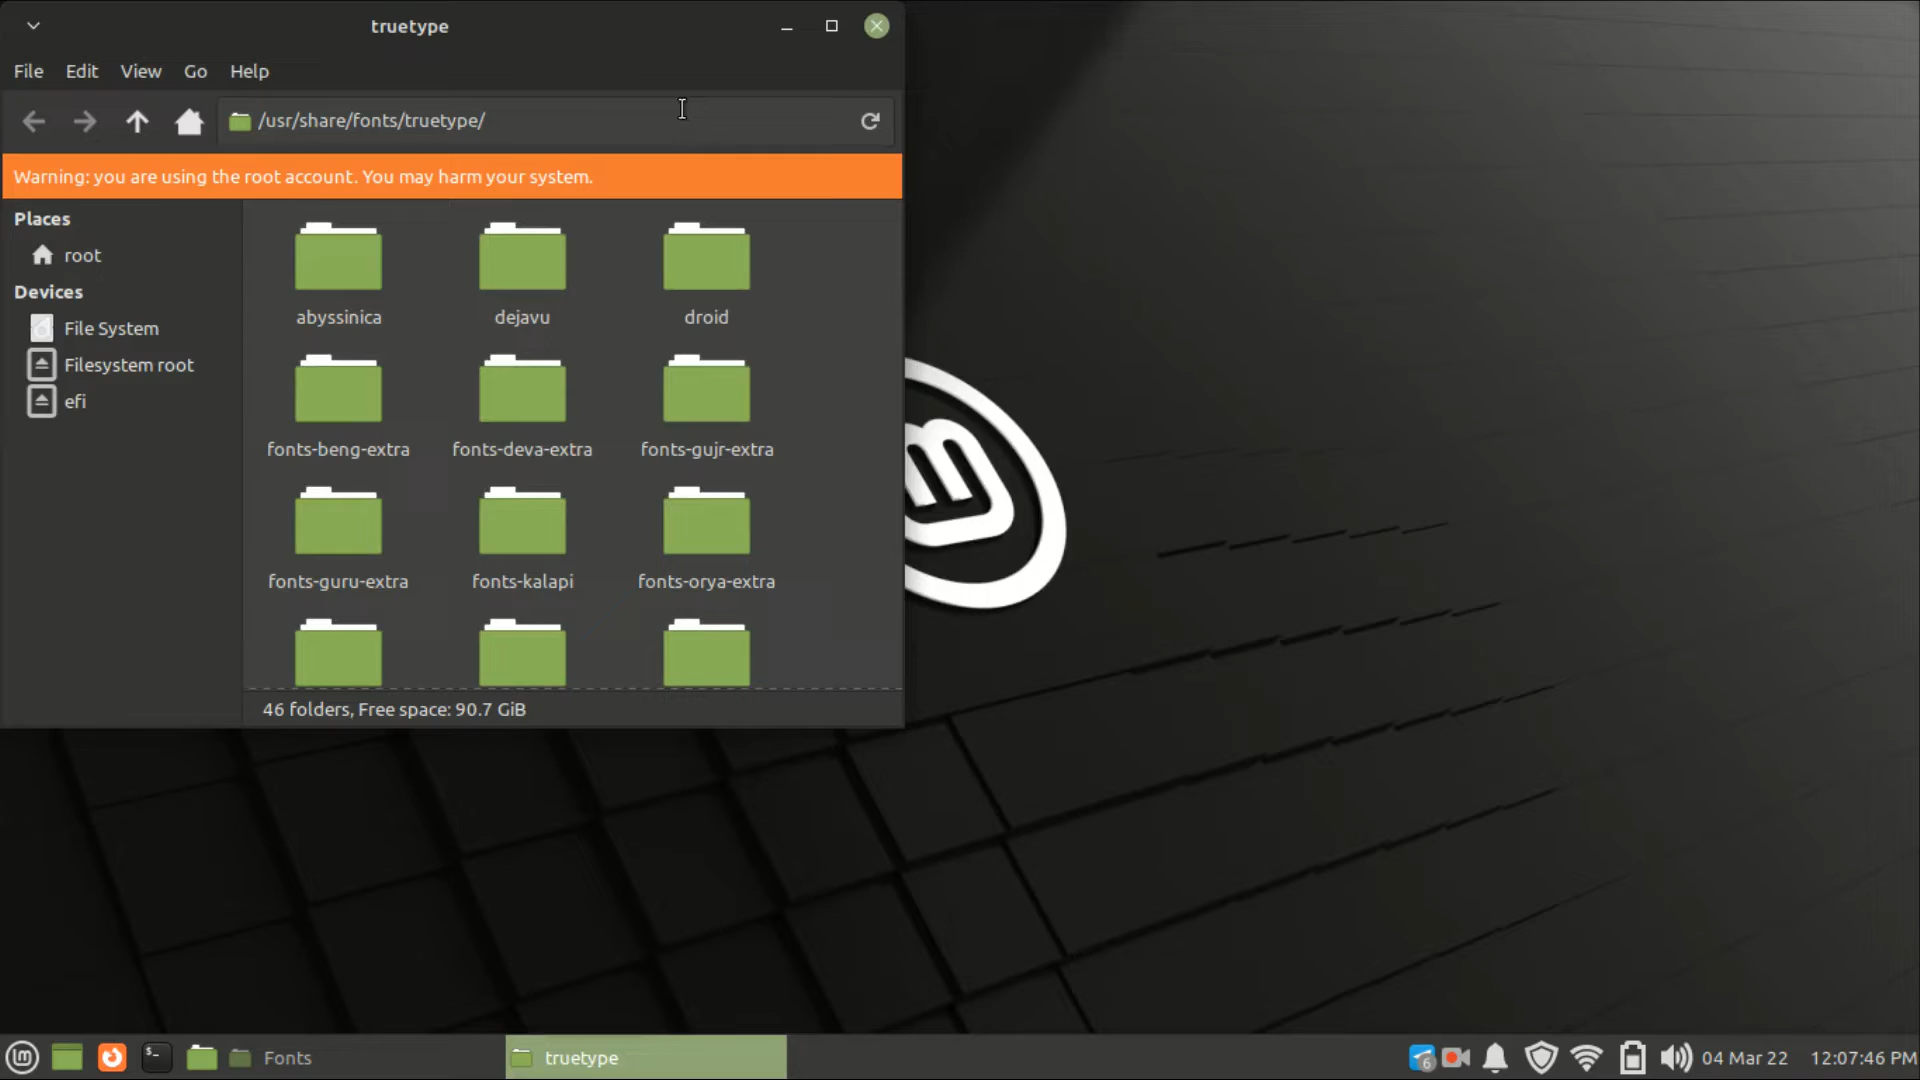 truetype
File Edit View Go Help
/usr/share/fonts/truetype/
Warning: you are using the root account. You may harm your system.
Places
root
Devices
File System
Filesystem root
efi
abyssinica dejavu droid
fonts-beng-extra fonts-deva-extra fonts-gujr-extra
fonts-guru-extra fonts-kalapi fonts-orya-extra
46 folders, Free space: 90.7 GiB
Fonts truetype 6 04 Mar 22 12:07:46 PM